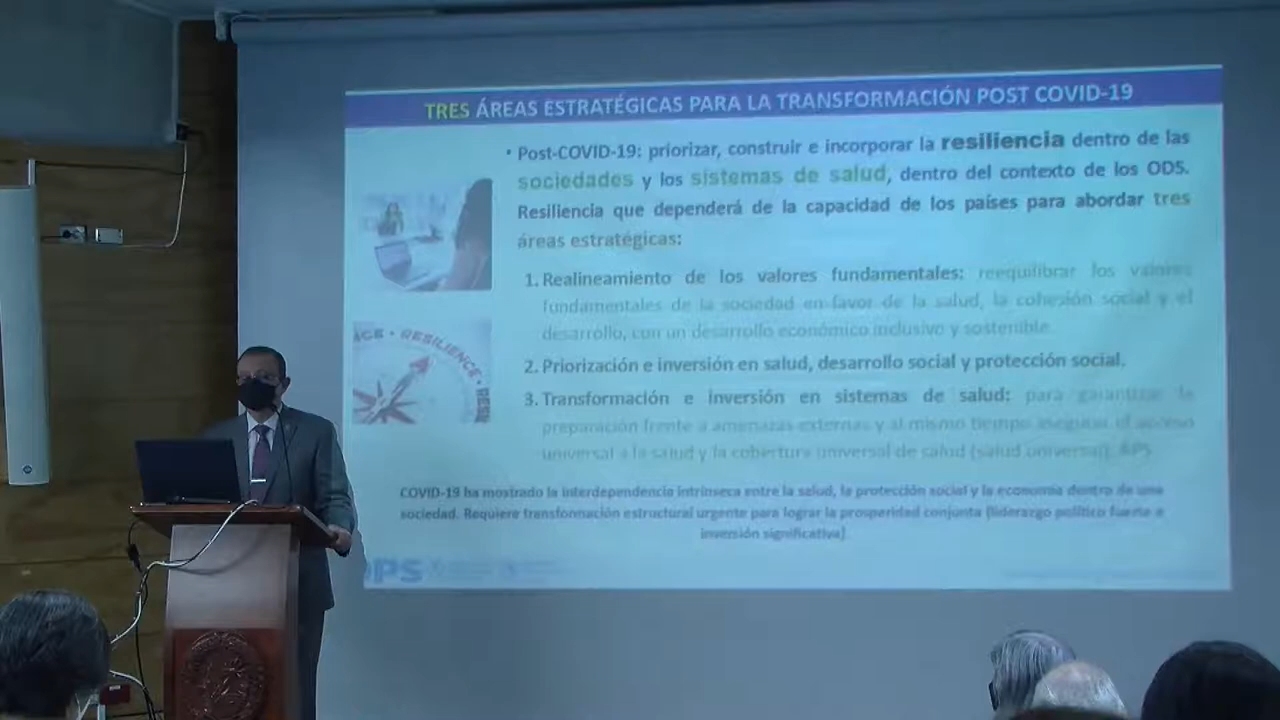 TRES ÁREAS ESTRATÉGICAS PARA LA TRANSFORMACIÓN POST COVID-19
• Post-COVID-19: priorizar, construir e incorporar la resiliencia dentro de las
sociedades y los sistemas de salud, dentro del contexto de los ODS.
Resiliencia que dependerá de la capacidad de los países para abordar tres
áreas estratégicas:
1. Realineamiento de los valores fundamentales: reequilibrar los valores
fundamentales de la sociedad en favor de la salud, la cohesión social y el
desarrollo, con un desarrollo económico inclusivo y sostenible.
2. Priorización e inversión en salud, desarrollo social y protección social.
3. Transformación e inversión en sistemas de salud: para garantizar la
preparación frente a amenazas externas y al mismo tiempo asegurar el acceso
universal a la salud y la cobertura universal de salud (salud universal). APS
COVID-19 ha mostrado la interdependencia intrínseca entre la salud, la protección social y la economía dentro de una
sociedad. Requiere transformación estructural urgente para lograr la prosperidad conjunta (liderazgo político fuerte e
inversión significativa)
RESILIENCE •
OPS